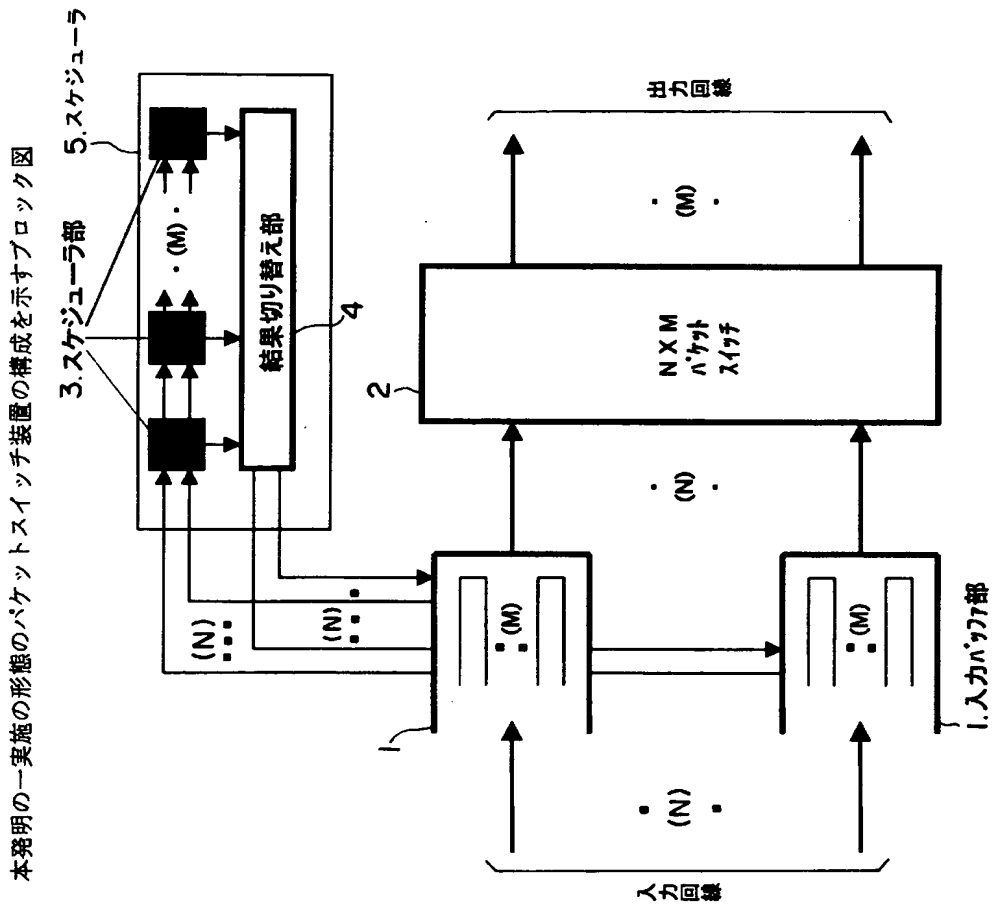 本発明の一実施の形態のパケットスイッチ装置の構成を示すブロック図
3.スケジューラ部
5.スケジューラ
・(M)・
結果切り替え部
4
(N)
(N)
1
(M)
1.入力バッファ部
(M)
入力回線
・(N)・
・(N)・
2
N X M
パケット
スイッチ
・(M)・
出力回線